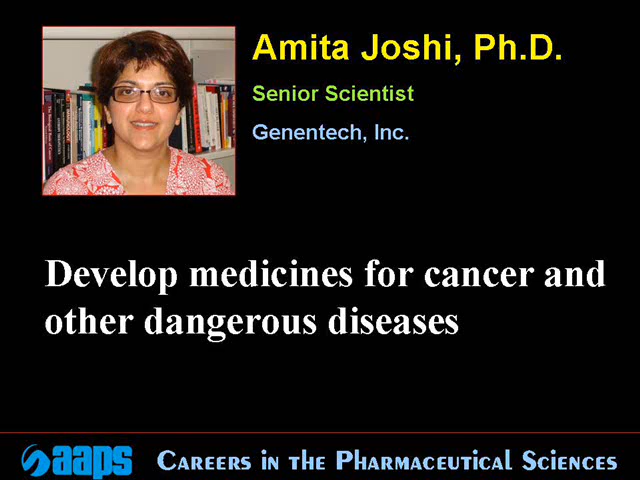 Amita Joshi, Ph.D.
Senior Scientist
Genentech, Inc.
Develop medicines for cancer and
other dangerous diseases
aaps
Careers in the Pharmaceutical Sciences